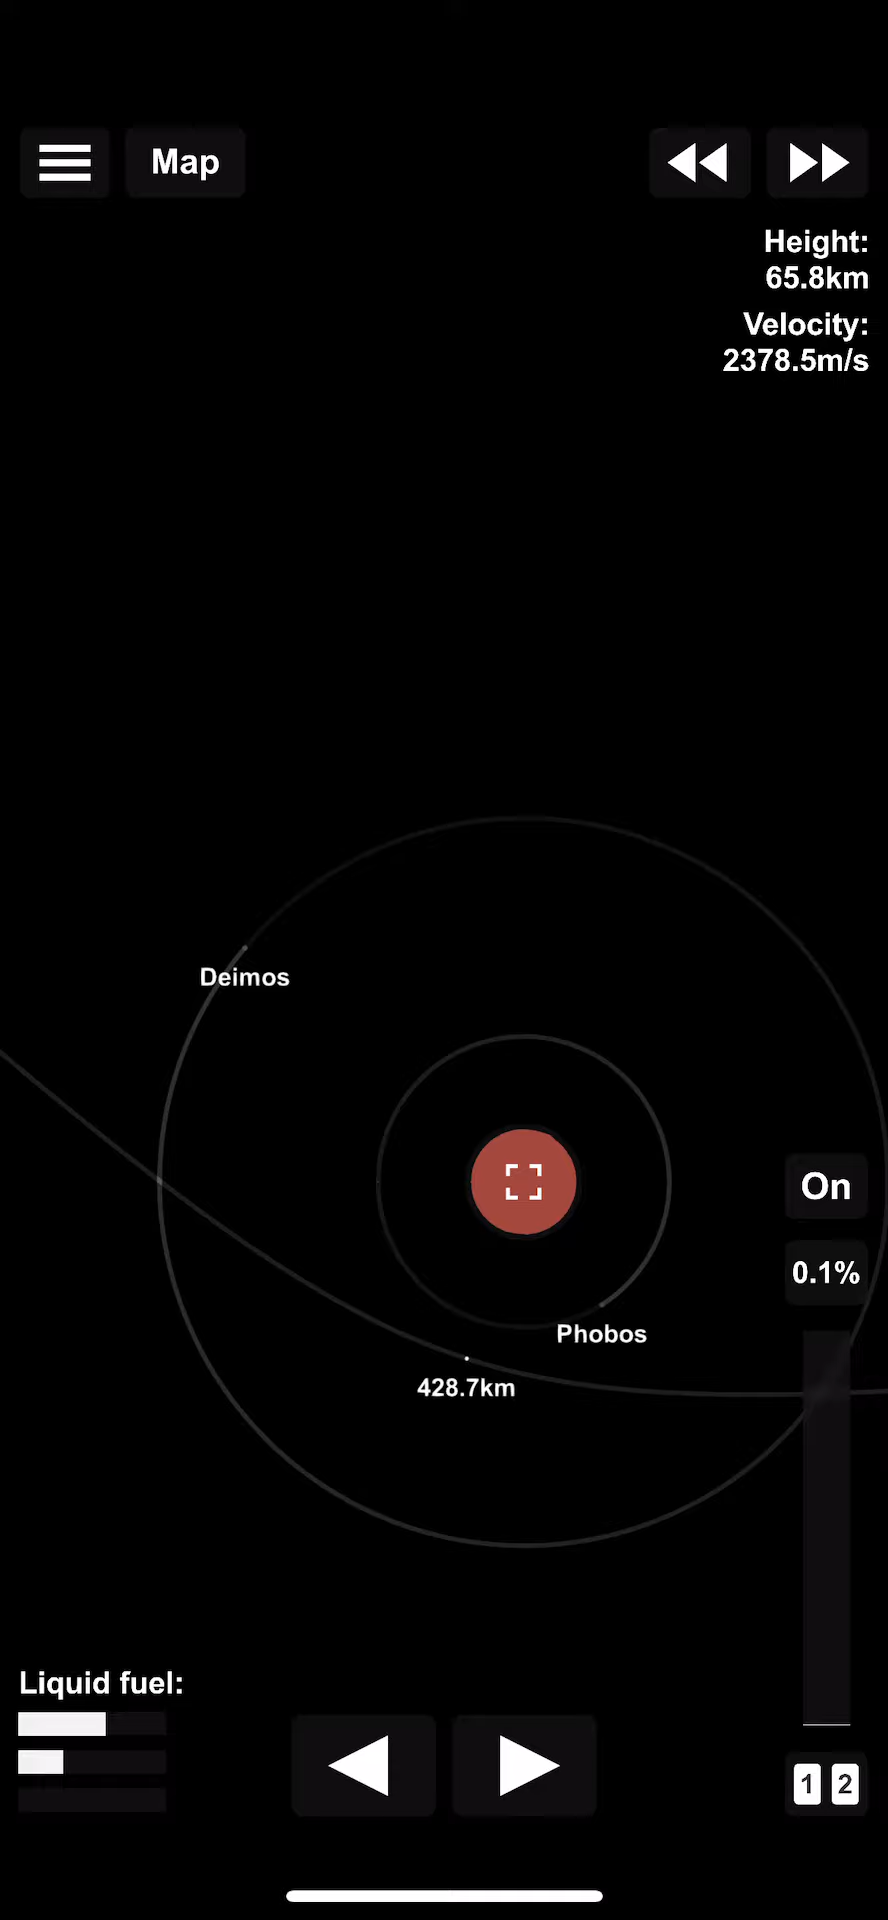 Map
Height:
65.8km
Velocity:
2378.5m/s
Deimos
On
0.1%
Phobos
428.7km
Liquid fuel:
1 2